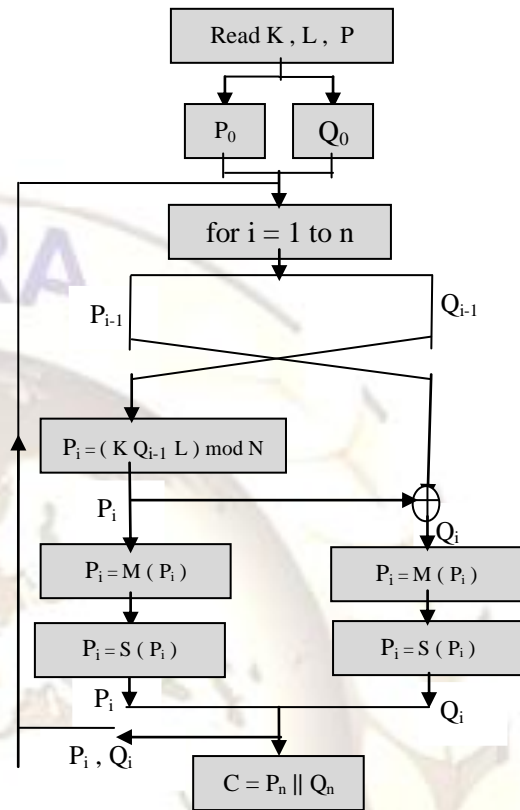 Read K , L , P
P₀ Q₀
for i = 1 to n
RA
Pᵢ₋₁ Qᵢ₋₁
Pᵢ = ( K Qᵢ₋₁ L ) mod N
Pᵢ Qᵢ
Pᵢ = M ( Pᵢ ) Pᵢ = M ( Pᵢ )
Pᵢ = S ( Pᵢ ) Pᵢ = S ( Pᵢ )
Pᵢ Qᵢ
Pᵢ , Qᵢ
C = Pₙ || Qₙ